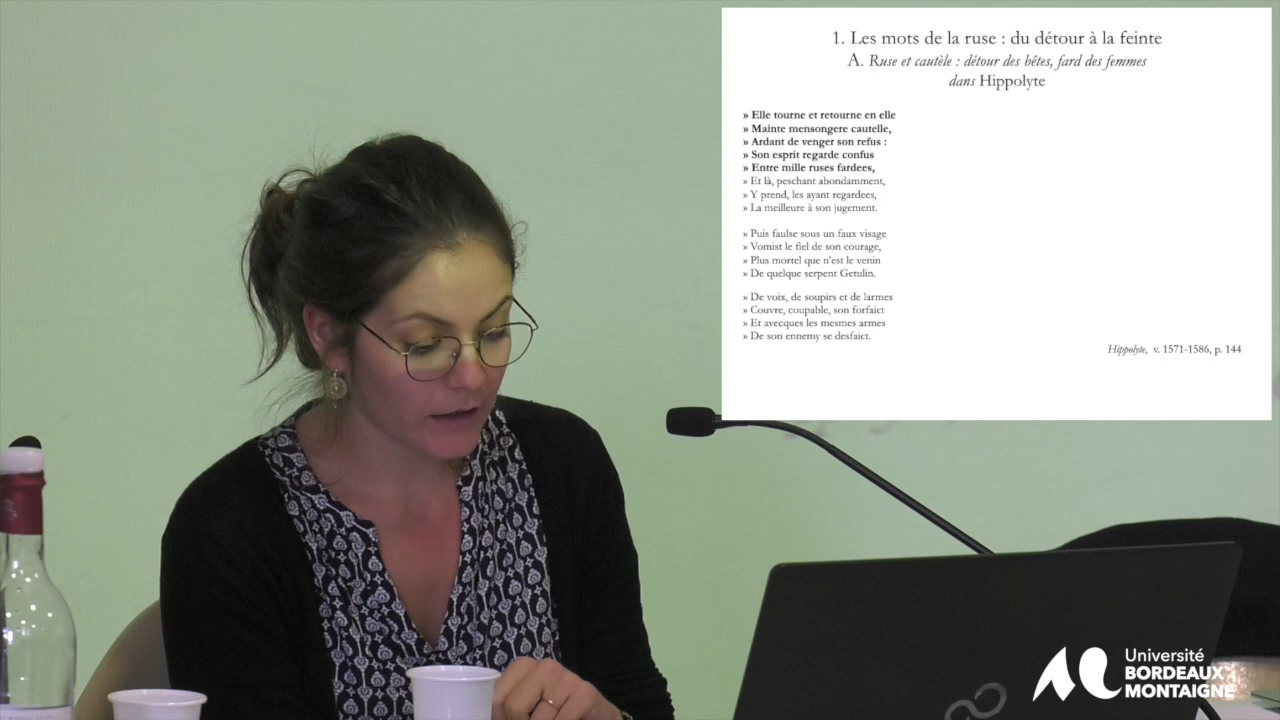 1. Les mots de la ruse : du détour à la feinte
A. Ruse et cautèle : détour des bêtes, fard des femmes
dans Hippolyte
» Elle tourne et retourne en elle
» Mainte mensongere cautelle,
» Ardant de venger son refus :
» Son esprit regarde confus
» Entre mille ruses fardees,
» Et là, peschant abondamment,
» Y prend, les ayant regardees,
» La meilleure à son jugement.
» Puis faulse sous un faux visage
» Vomist le fiel de son courage,
» Plus mortel que n'est le venin
» De quelque serpent Getulin.
» De voix, de soupirs et de larmes
» Couvre, coupable, son forfaict
» Et avecques les mesmes armes
» De son ennemy se desfaict.
Hippolyte, v. 1571-1586, p. 144
Université
BORDEAUX
MONTAIGNE